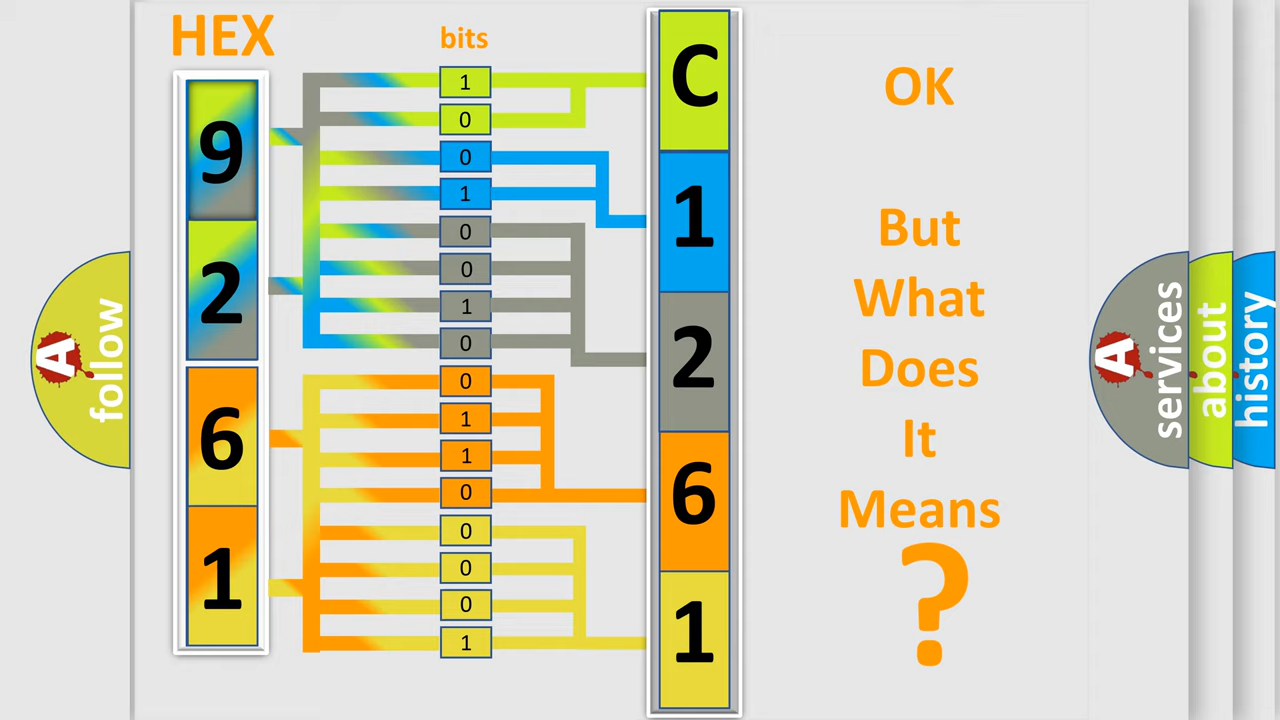 HEX
bits
9
2
6
1
1
0
0
1
0
0
1
0
0
1
1
0
0
0
0
1
C
1
2
6
1
OK
But
What
Does
It
Means
?
A
follow
A
services
about
history